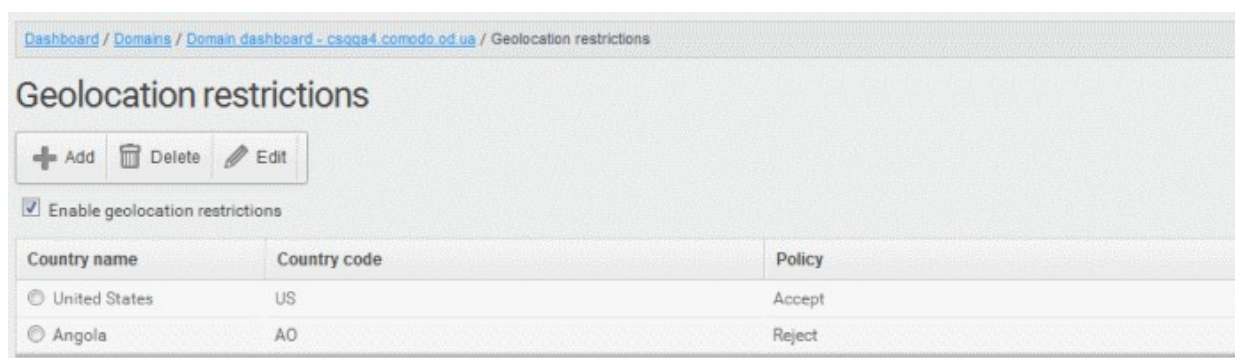 Dashboard / Domains / Domain dashboard - csqqa4.comodo.od.ua / Geolocation restrictions
Geolocation restrictions
Add Delete Edit
Enable geolocation restrictions
Country name Country code Policy
United States US Accept
Angola AO Reject